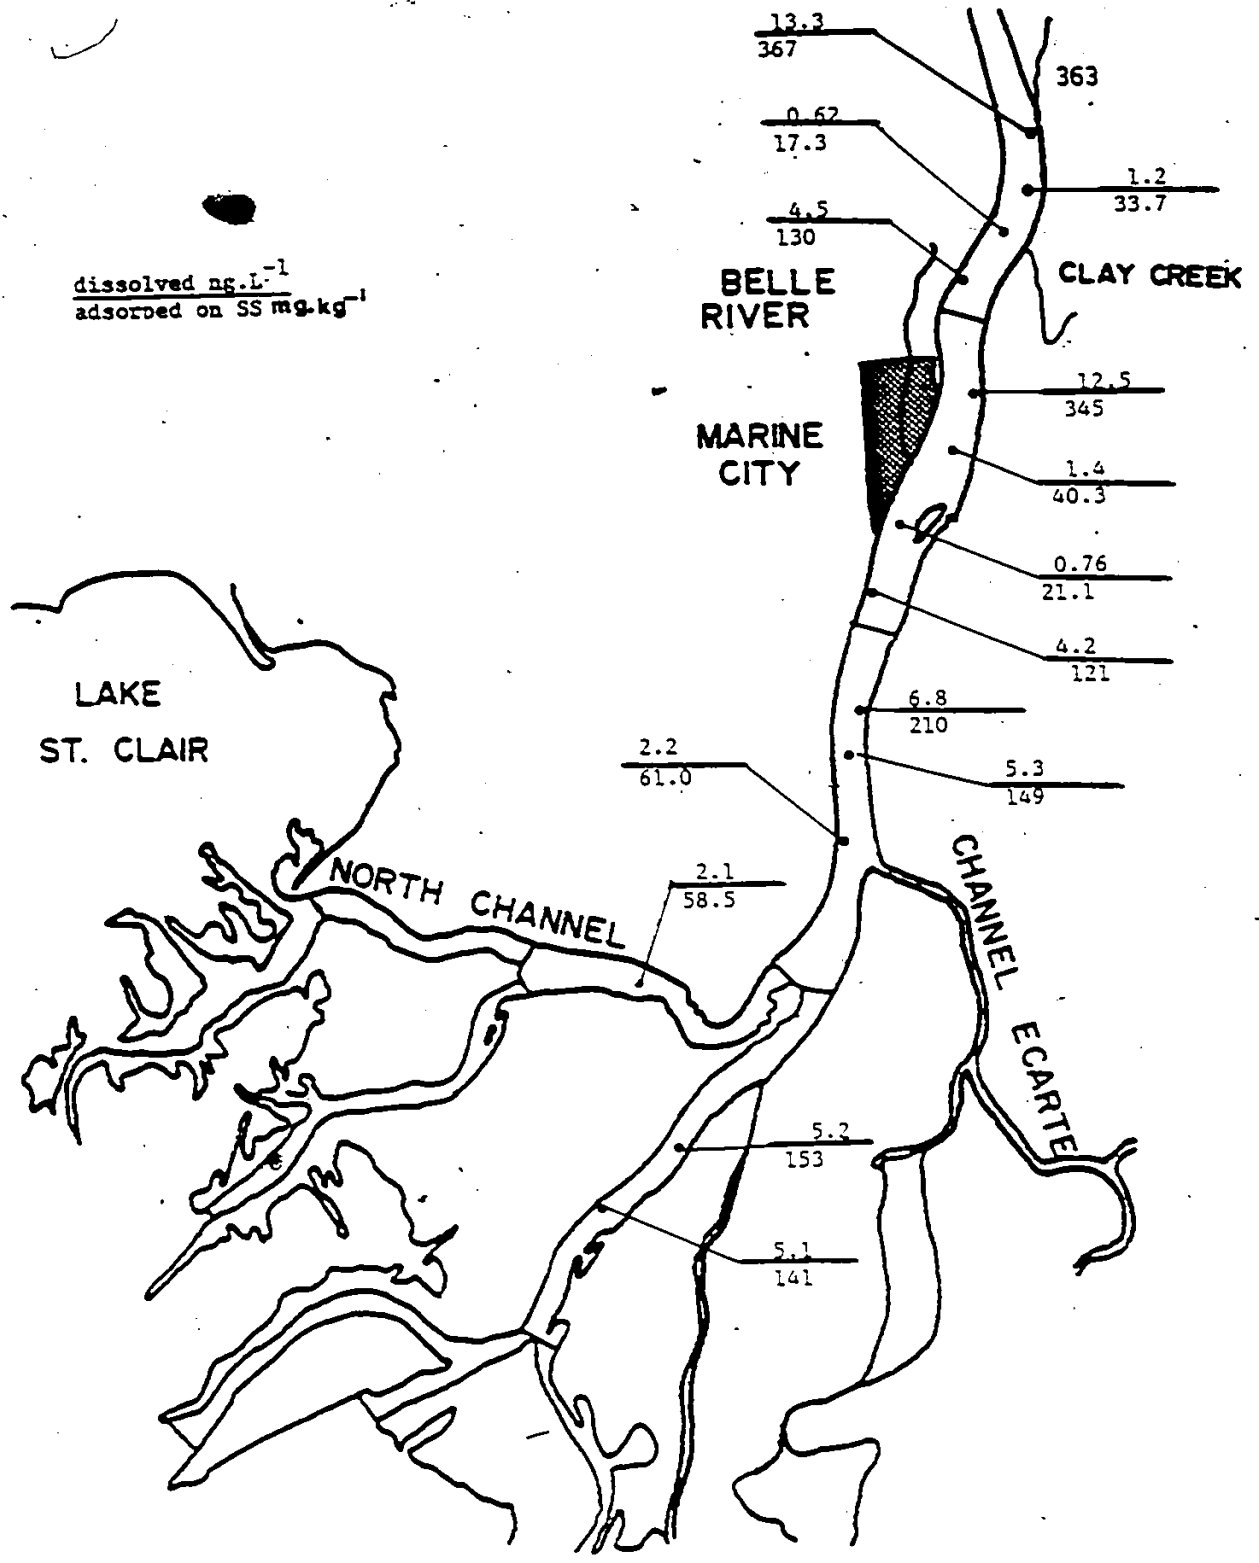 13.3
367
363
0.62
17.3
1.2
33.7
4.5
130
dissolved ng.L⁻¹
adsorbed on SS mg.kg⁻¹
BELLE
RIVER
CLAY CREEK
12.5
345
MARINE
CITY
1.4
40.3
0.76
21.1
4.2
121
LAKE
ST. CLAIR
6.8
210
2.2
61.0
5.3
149
NORTH CHANNEL
2.1
58.5
CHANNEL ECARTE
5.2
153
5.1
141